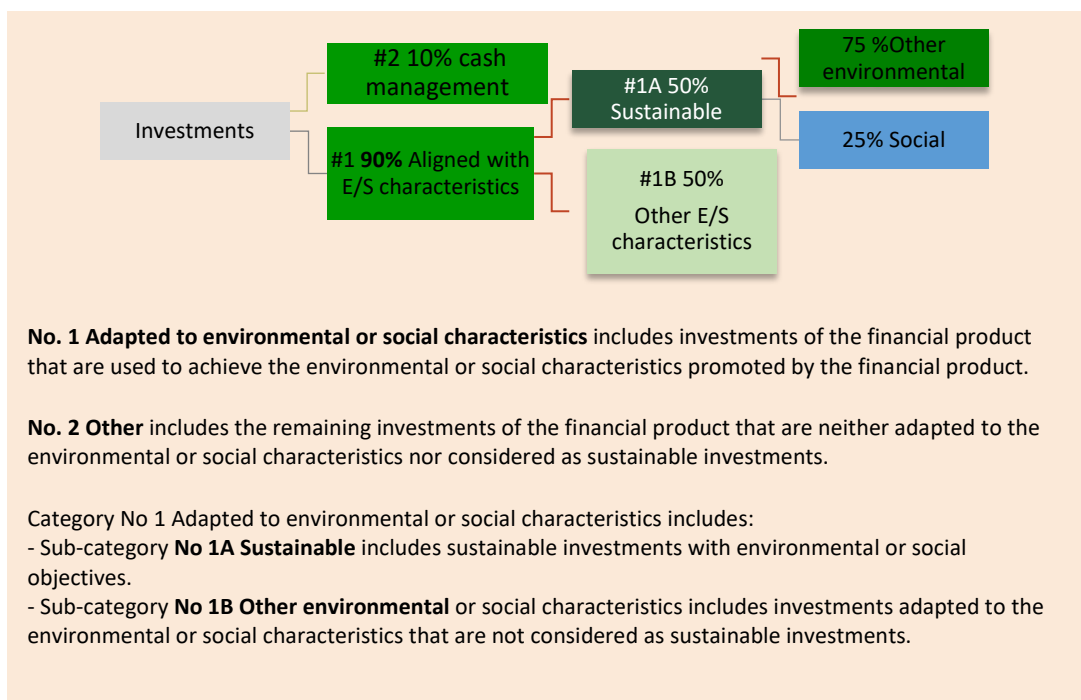 Investments
#2 10% cash
management
#1 90% Aligned with
E/S characteristics
#1A 50%
Sustainable
#1B 50%
Other E/S
characteristics
75 %Other
environmental
25% Social
No. 1 Adapted to environmental or social characteristics includes investments of the financial product
that are used to achieve the environmental or social characteristics promoted by the financial product.
No. 2 Other includes the remaining investments of the financial product that are neither adapted to the
environmental or social characteristics nor considered as sustainable investments.
Category No 1 Adapted to environmental or social characteristics includes:
- Sub-category No 1A Sustainable includes sustainable investments with environmental or social
objectives.
- Sub-category No 1B Other environmental or social characteristics includes investments adapted to the
environmental or social characteristics that are not considered as sustainable investments.